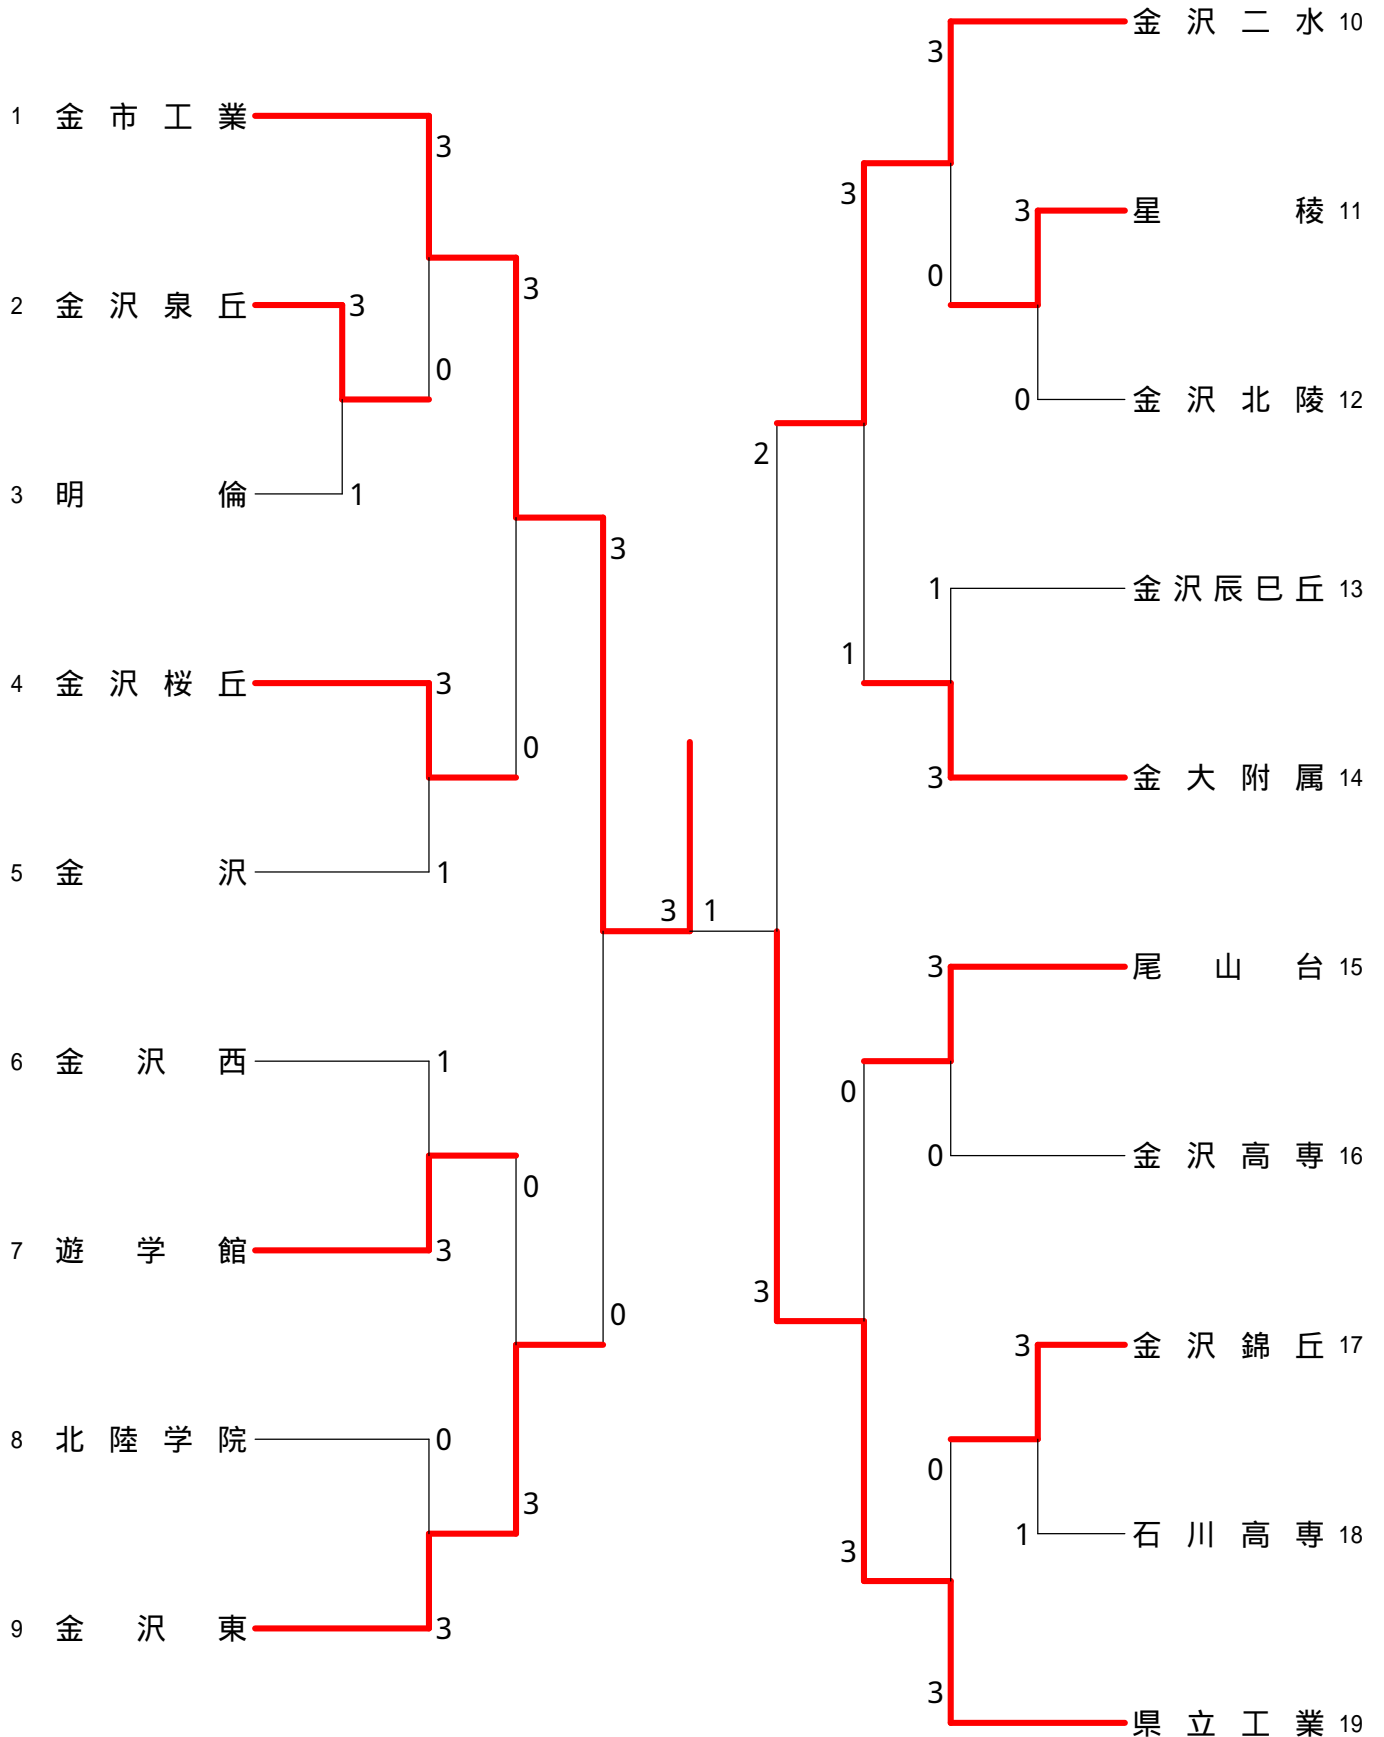 1 金市工業
3
2 金沢泉丘
3
0
3 明倫
1
3
4 金沢桜丘
3
0
5 金沢
1
3
6 金沢西
1
0
7 遊学館
3
0
8 北陸学院
0
3
9 金沢東
3
3 1
金沢二水 10
3
3
星稜 11
3
0
金沢北陵 12
0
2
金沢辰巳丘 13
1
1
金大附属 14
3
尾山台 15
3
0
金沢高専 16
0
3
金沢錦丘 17
3
0
石川高専 18
1
3
県立工業 19
3